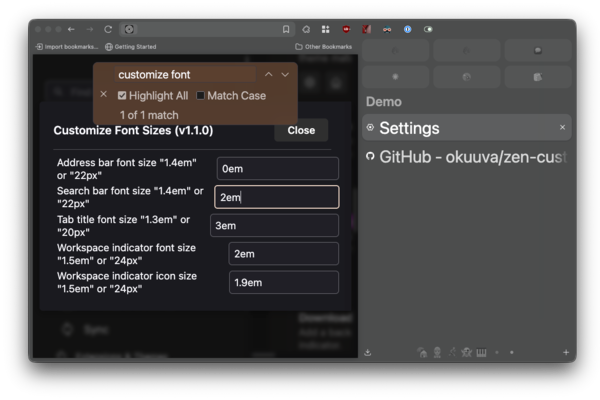 Import bookmarks...
Getting Started
Other Bookmarks
customize font
Highlight All
Match Case
1 of 1 match
Customize Font Sizes (v1.1.0)
Close
Address bar font size "1.4em"
or "22px"
0em
Search bar font size "1.4em" or
"22px"
2em
Tab title font size "1.3em" or
"20px"
3em
Workspace indicator font size
"1.5em" or "24px"
2em
Workspace indicator icon size
"1.5em" or "24px"
1.9em
Sync
Extensions & Themes
Download
Add a back
indicator
Demo
Settings
GitHub - okuuva/zen-cust